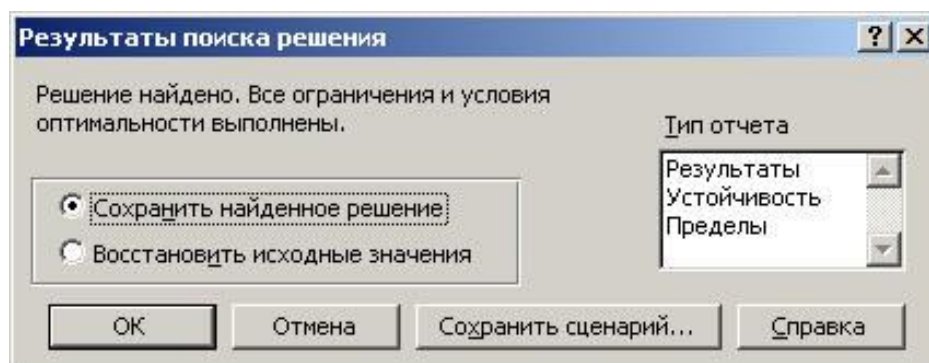 Результаты поиска решения
Решение найдено. Все ограничения и условия
оптимальности выполнены.
Тип отчета
Результаты
Устойчивость
Пределы
Сохранить найденное решение
Восстановить исходные значения
ОК
Отмена
Сохранить сценарий...
Справка